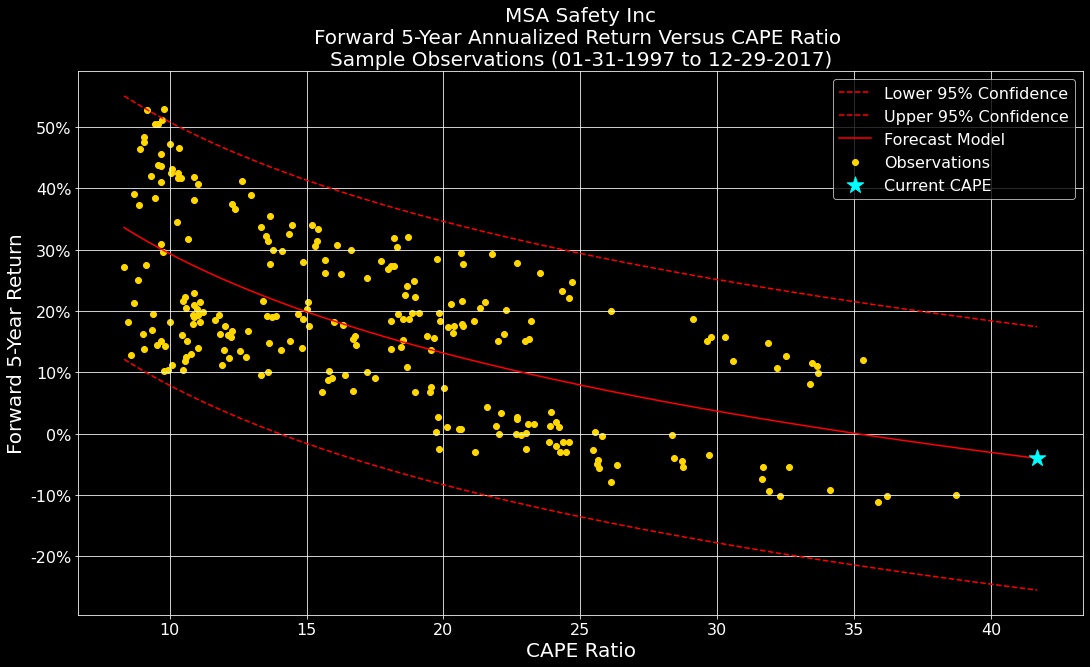 MSA Safety Inc
Forward 5-Year Annualized Return Versus CAPE Ratio
Sample Observations (01-31-1997 to 12-29-2017)
Lower 95% Confidence
Upper 95% Confidence
Forecast Model
Observations
Current CAPE
Forward 5-Year Return
50%
40%
30%
20%
10%
0%
-10%
-20%
10 15 20 25 30 35 40
CAPE Ratio